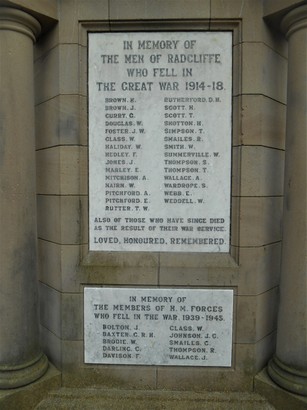 IN MEMORY OF
THE MEN OF RADCLIFFE,
WHO FELL IN
THE GREAT WAR 1914-18.
BROWN. R. RUTHERFORD. D. H.
BROWN. J. SCOTT. N.
CURRY. G. SCOTT. T.
DOUGLAS. W. SHOTTON. H.
FOSTER. J. W. SIMPSON. T.
GLASS. W. SMAILES. R.
HALIDAY. W. SMITH. W.
HEDLEY. F. SUMMERVILLE. W.
JONES. J. THOMPSON. S.
MABLEY. E. THOMPSON. T.
MITCHISON. A. WALLACE. A.
NAIRN. W. WARDROPE. S.
PITCHFORD. A. WEBB. E.
PITCHFORD. E. WEDDELL. W.
RUTTER. T. W.
ALSO OF THOSE WHO HAVE SINCE DIED
AS THE RESULT OF THEIR WAR SERVICE.
LOVED, HONOURED, REMEMBERED.
IN MEMORY OF
THE MEMBERS OF H.M. FORCES
WHO FELL IN THE WAR. 1939-1945.
BOLTON. J. GLASS. W.
BAXTER. C. R. H. JOHNSON. J. C.
BRODIE. W. SMAILES. C.
DARLING. C. THOMPSON. R.
DAVISON. T. WALLACE. J.